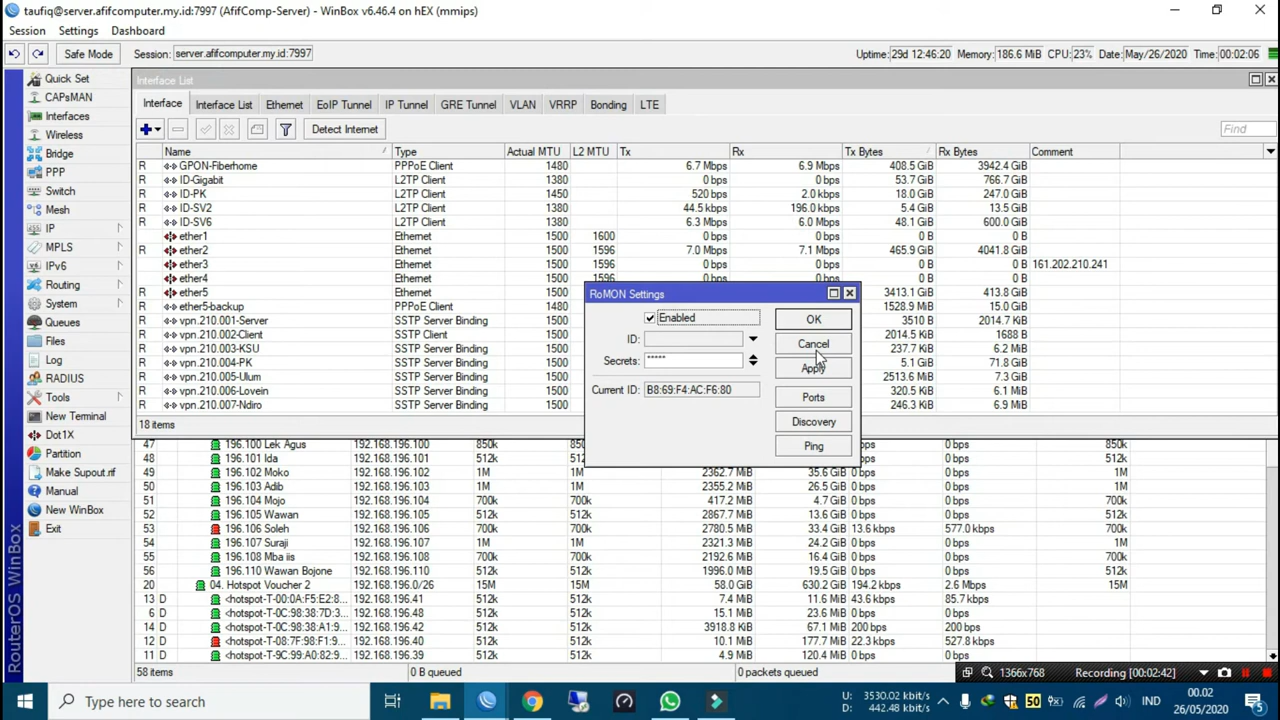 taufiq@server.afifcomputer.my.id:7997 (AfifComp-Server) - WinBox v6.46.4 on hEX (mmips)
Session Settings Dashboard
Safe Mode Session: server.afifcomputer.my.id:7997 Uptime: 29d 12:46:20 Memory: 186.6 MiB CPU: 23% Date: May/26/2020 Time: 00:02:06
Quick Set
CAPsMAN
Interfaces
Wireless
Bridge
PPP
Switch
Mesh
IP
MPLS
IPv6
Routing
System
Queues
Files
Log
RADIUS
Tools
New Terminal
Dot1X
Partition
Make Supout.rif
Manual
New WinBox
Exit
RouterOS WinBox
Interface List
Interface Interface List Ethernet EoIP Tunnel IP Tunnel GRE Tunnel VLAN VRRP Bonding LTE
Detect Internet Find
Name Type Actual MTU L2 MTU Tx Rx Tx Bytes Rx Bytes Comment
R GPON-Fiberhome PPPoE Client 1480 6.7 Mbps 6.9 Mbps 408.5 GiB 3942.4 GiB
R ID-Gigabit L2TP Client 1380 0 bps 0 bps 53.7 GiB 766.7 GiB
R ID-PK L2TP Client 1450 520 bps 2.0 kbps 18.0 GiB 247.0 GiB
R ID-SV2 L2TP Client 1380 44.5 kbps 196.0 kbps 5.4 GiB 13.5 GiB
R ID-SV6 L2TP Client 1380 6.3 Mbps 6.0 Mbps 48.1 GiB 600.0 GiB
ether1 Ethernet 1500 1600 0 bps 0 bps 0 B 0 B
R ether2 Ethernet 1500 1596 7.0 Mbps 7.1 Mbps 465.9 GiB 4041.8 GiB
ether3 Ethernet 1500 1596 0 bps 0 bps 0 B 0 B 161.202.210.241
ether4 Ethernet 1500 1596 0 bps 0 bps 0 B 0 B
R ether5 Ethernet 1500 3413.1 GiB 413.8 GiB
R ether5-backup PPPoE Client 1500 1528.9 MiB 0 B
R vpn.210.001-Server SSTP Server Binding 1500 3510 B 2014.7 KiB
R vpn.210.002-Client SSTP Client 1500 2014.5 KiB 0 B
R vpn.210.003-KSU SSTP Server Binding 1500 237.7 KiB 6.2 MiB
R vpn.210.004-PK SSTP Server Binding 1500 5.1 GiB 71.8 GiB
R vpn.210.005-Ulum SSTP Server Binding 1500 2513.6 MiB 7.3 GiB
R vpn.210.006-Lovein SSTP Server Binding 1500 320.5 KiB 6.9 MiB
R vpn.210.007-Ndiro SSTP Server Binding 1500 246.3 KiB 6.9 MiB
18 items
RoMON Settings
Enabled
ID:
Secrets: *****
Current ID: B8:69:F4:AC:F6:80
OK
Cancel
Apply
Ports
Discovery
Ping
47 196.100 Lek Agus 192.168.196.100 850k 850k 0 bps 0 bps 850k
48 196.101 Ida 192.168.196.101 512k 512k 0 bps 0 bps 512k
49 196.102 Moko 192.168.196.102 1M 1M 2362.7 MiB 35.6 GiB 0 bps 0 bps 1M
50 196.103 Adib 192.168.196.103 1M 1M 2355.2 MiB 26.5 GiB 0 bps 0 bps 1M
51 196.104 Mojo 192.168.196.104 700k 700k 417.2 MiB 4.7 GiB 0 bps 0 bps 700k
52 196.105 Wawan 192.168.196.105 512k 512k 2867.7 MiB 13.6 GiB 0 bps 0 bps 512k
53 196.106 Soleh 192.168.196.106 512k 512k 2780.5 MiB 33.4 GiB 13.6 kbps 577.0 kbps 512k
54 196.107 Suraji 192.168.196.107 1M 1M 2543.9 MiB 24.2 GiB 0 bps 0 bps 1M
55 196.108 Mba iis 192.168.196.108 700k 700k 2192.6 MiB 16.4 GiB 0 bps 0 bps 700k
56 196.110 Wawan Bojone 192.168.196.110 512k 512k 1996.0 MiB 19.5 GiB 0 bps 0 bps 512k
20 04. Hotspot Voucher 2 192.168.196.0/26 15M 15M 58.0 GiB 630.2 GiB 194.2 kbps 2.6 Mbps 15M
13 D <hotspot-T-00:0A:F5:E2:8... 192.168.196.41 512k 512k 7.4 MiB 11.6 MiB 43.6 kbps 85.7 kbps
6 D <hotspot-T-0C:98:38:7D:3... 192.168.196.48 512k 512k 15.1 MiB 23.6 MiB 0 bps 0 bps
14 D <hotspot-T-0C:98:38:A1:9... 192.168.196.42 512k 512k 3918.8 KiB 67.1 MiB 200 bps 200 bps
12 D <hotspot-T-08:7F:98:F1:9... 192.168.196.40 512k 512k 10.1 MiB 177.7 MiB 22.3 kbps 527.8 kbps
11 D <hotspot-T-9C:99:A0:82:9... 192.168.196.39 512k 512k 4.9 MiB 120.4 MiB 0 bps 0 bps
58 items 0 B queued 0 packets queued
1366x768 Recording [00:02:42]
Type here to search
U: 3530.02 kbit/s
D: 442.48 kbit/s
50 IND
00.02
26/05/2020
5